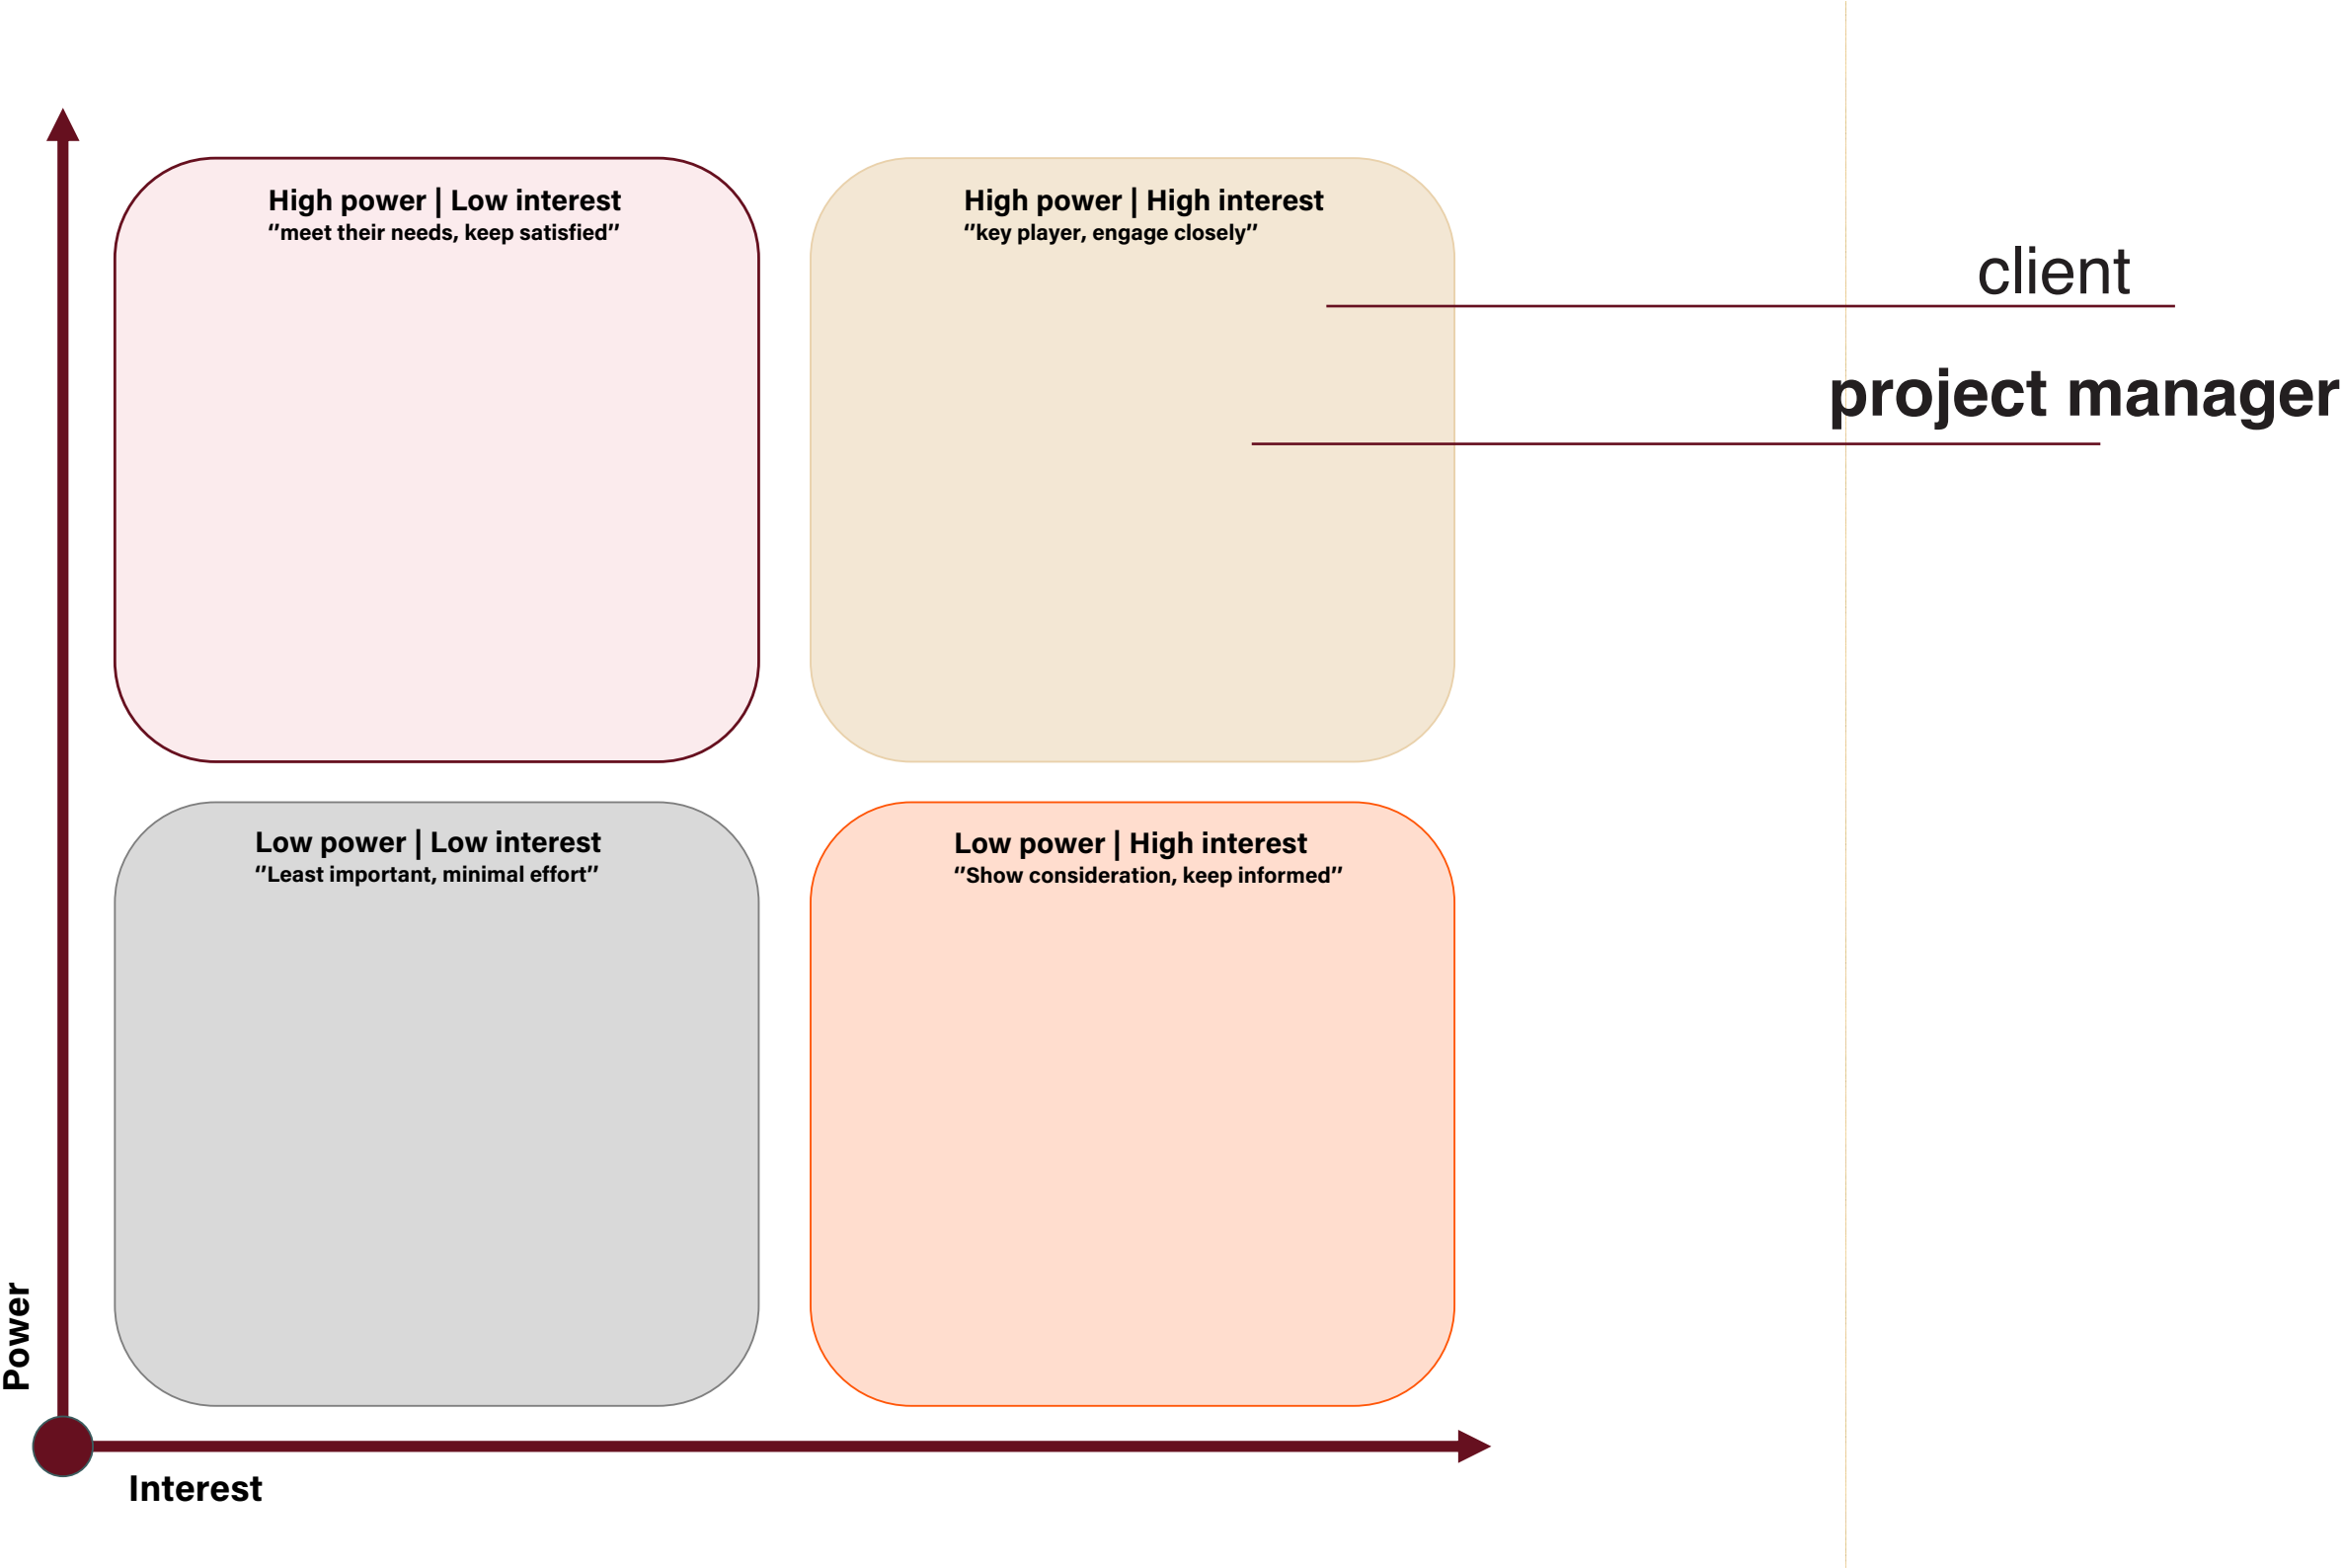 High power | Low interest
‘’meet their needs, keep satisfied’’
High power | High interest
‘’key player, engage closely’’
client
project manager
Low power | Low interest
‘’Least important, minimal effort’’
Low power | High interest
‘’Show consideration, keep informed’’
Power
Interest